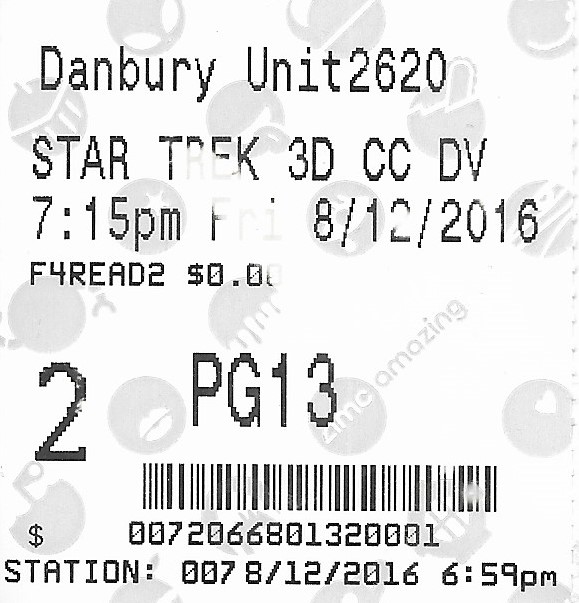 Danbury Unit2620
STAR TREK 3D CC DV
7:15pm Fri 8/12/2016
F4READ2 $0.00
amc amazing
2 PG13
$ 0072066801320001
STATION: 007 8/12/2016 6:59pm